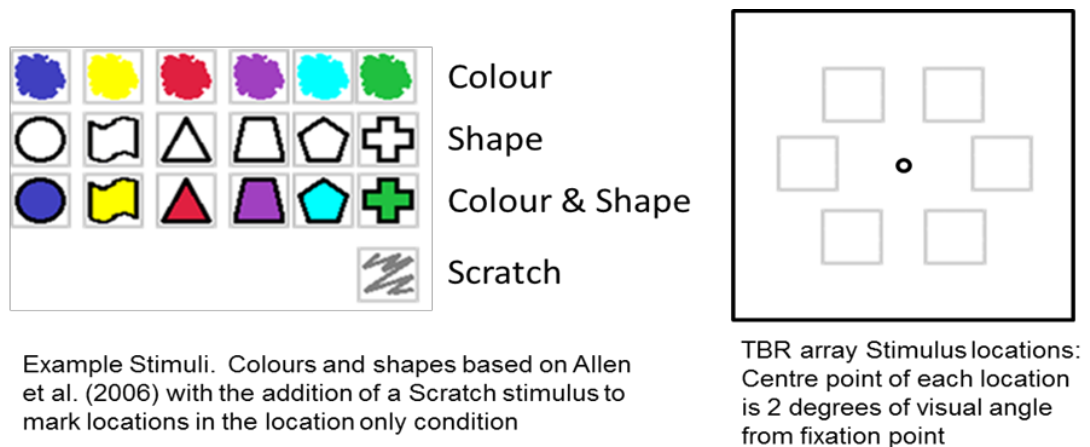 Colour
Shape
Colour & Shape
Scratch
Example Stimuli. Colours and shapes based on Allen
et al. (2006) with the addition of a Scratch stimulus to
mark locations in the location only condition
TBR array Stimulus locations:
Centre point of each location
is 2 degrees of visual angle
from fixation point